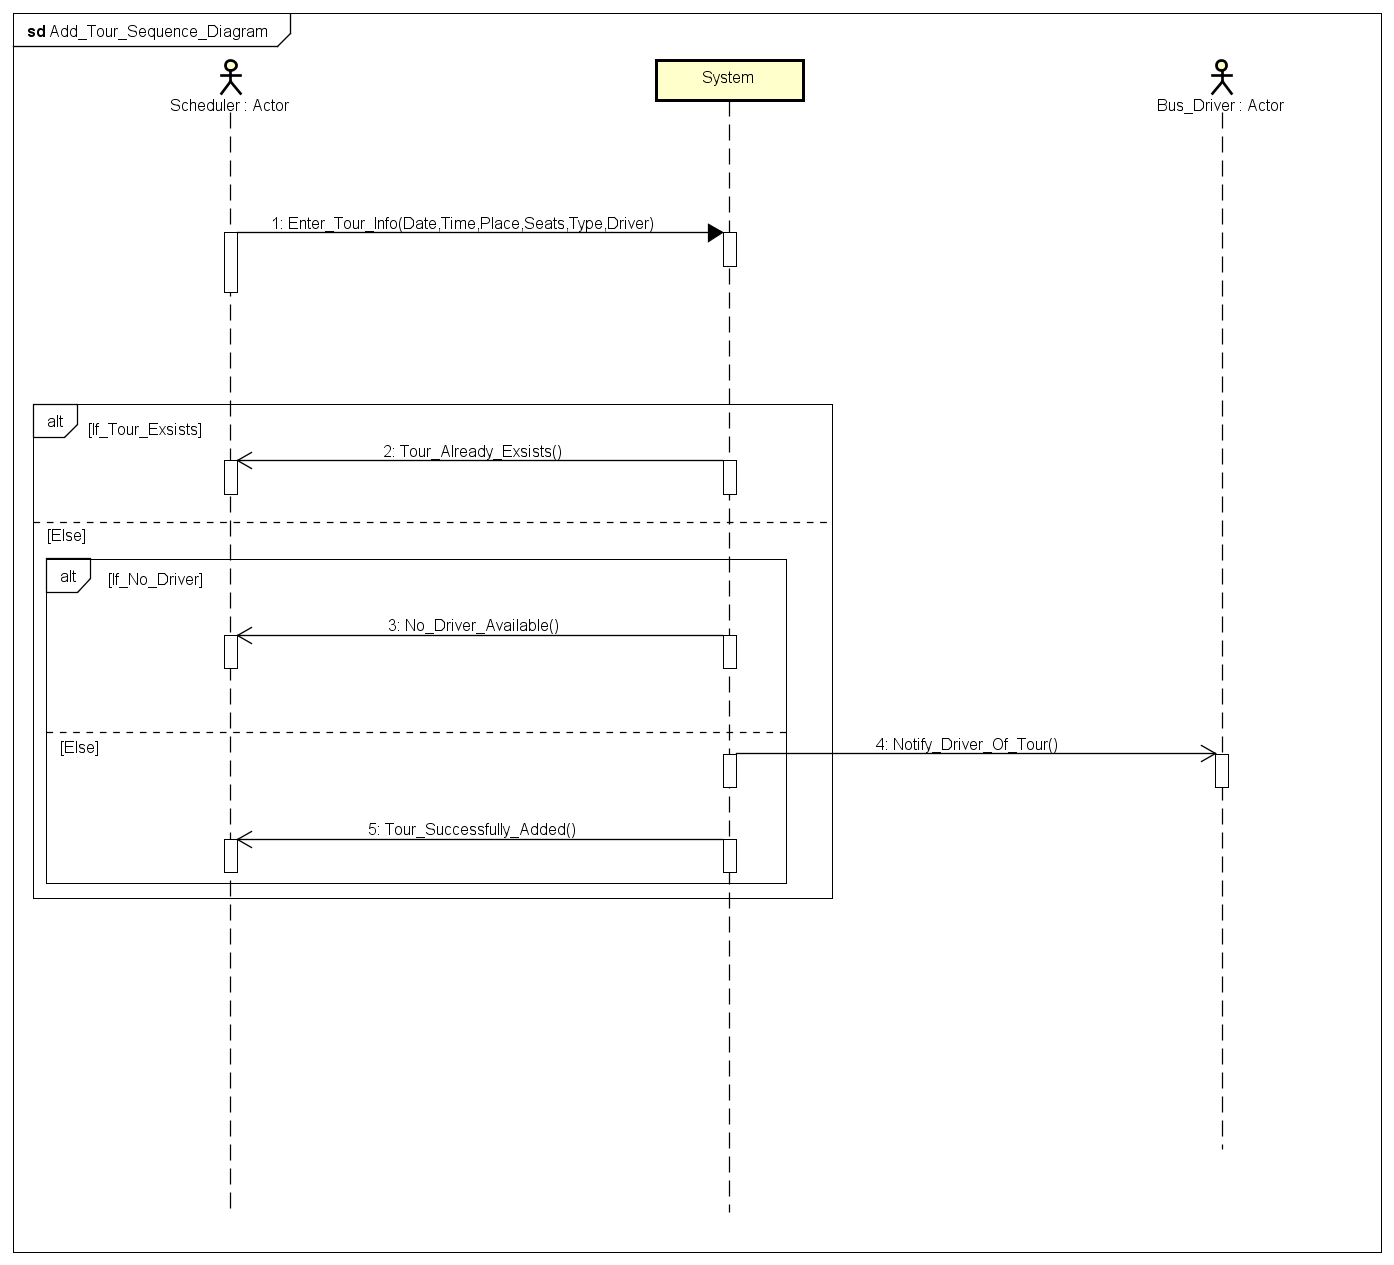 sd Add_Tour_Sequence_Diagram
Scheduler : Actor
System
Bus_Driver : Actor
1: Enter_Tour_Info(Date,Time,Place,Seats,Type,Driver)
alt
[If_Tour_Exsists]
2: Tour_Already_Exsists()
[Else]
alt
[If_No_Driver]
3: No_Driver_Available()
[Else]
4: Notify_Driver_Of_Tour()
5: Tour_Successfully_Added()